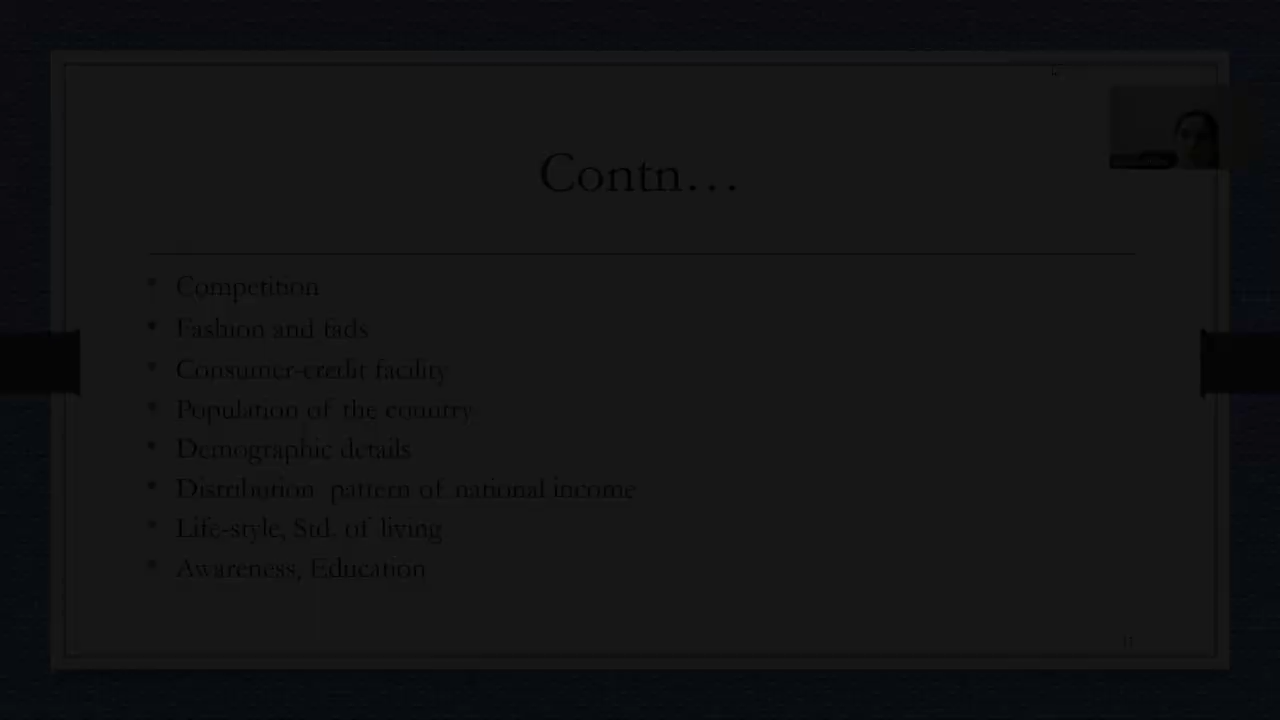 Contn…
• Competition
• Fashion and fads
• Consumer-credit facility
• Population of the country
• Demographic details
• Distribution pattern of national income
• Life-style, Std. of living
• Awareness, Education
11